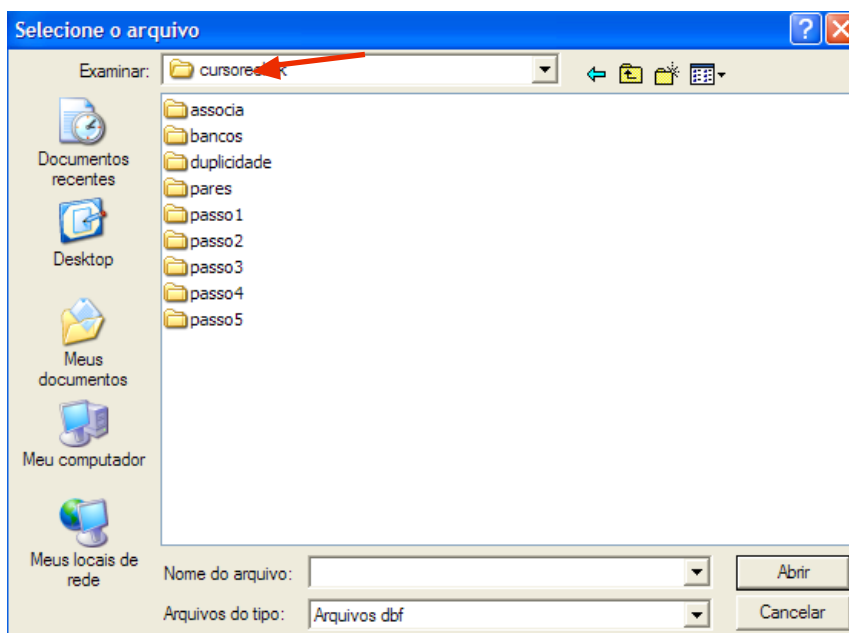 Selecione o arquivo
Examinar:
associa
bancos
duplicidade
pares
passo1
passo2
passo3
passo4
passo5
Documentos
recentes
Desktop
Meus
documentos
Meu computador
Meus locais de
rede
Nome do arquivo:
Abrir
Arquivos do tipo: Arquivos dbf
Cancelar